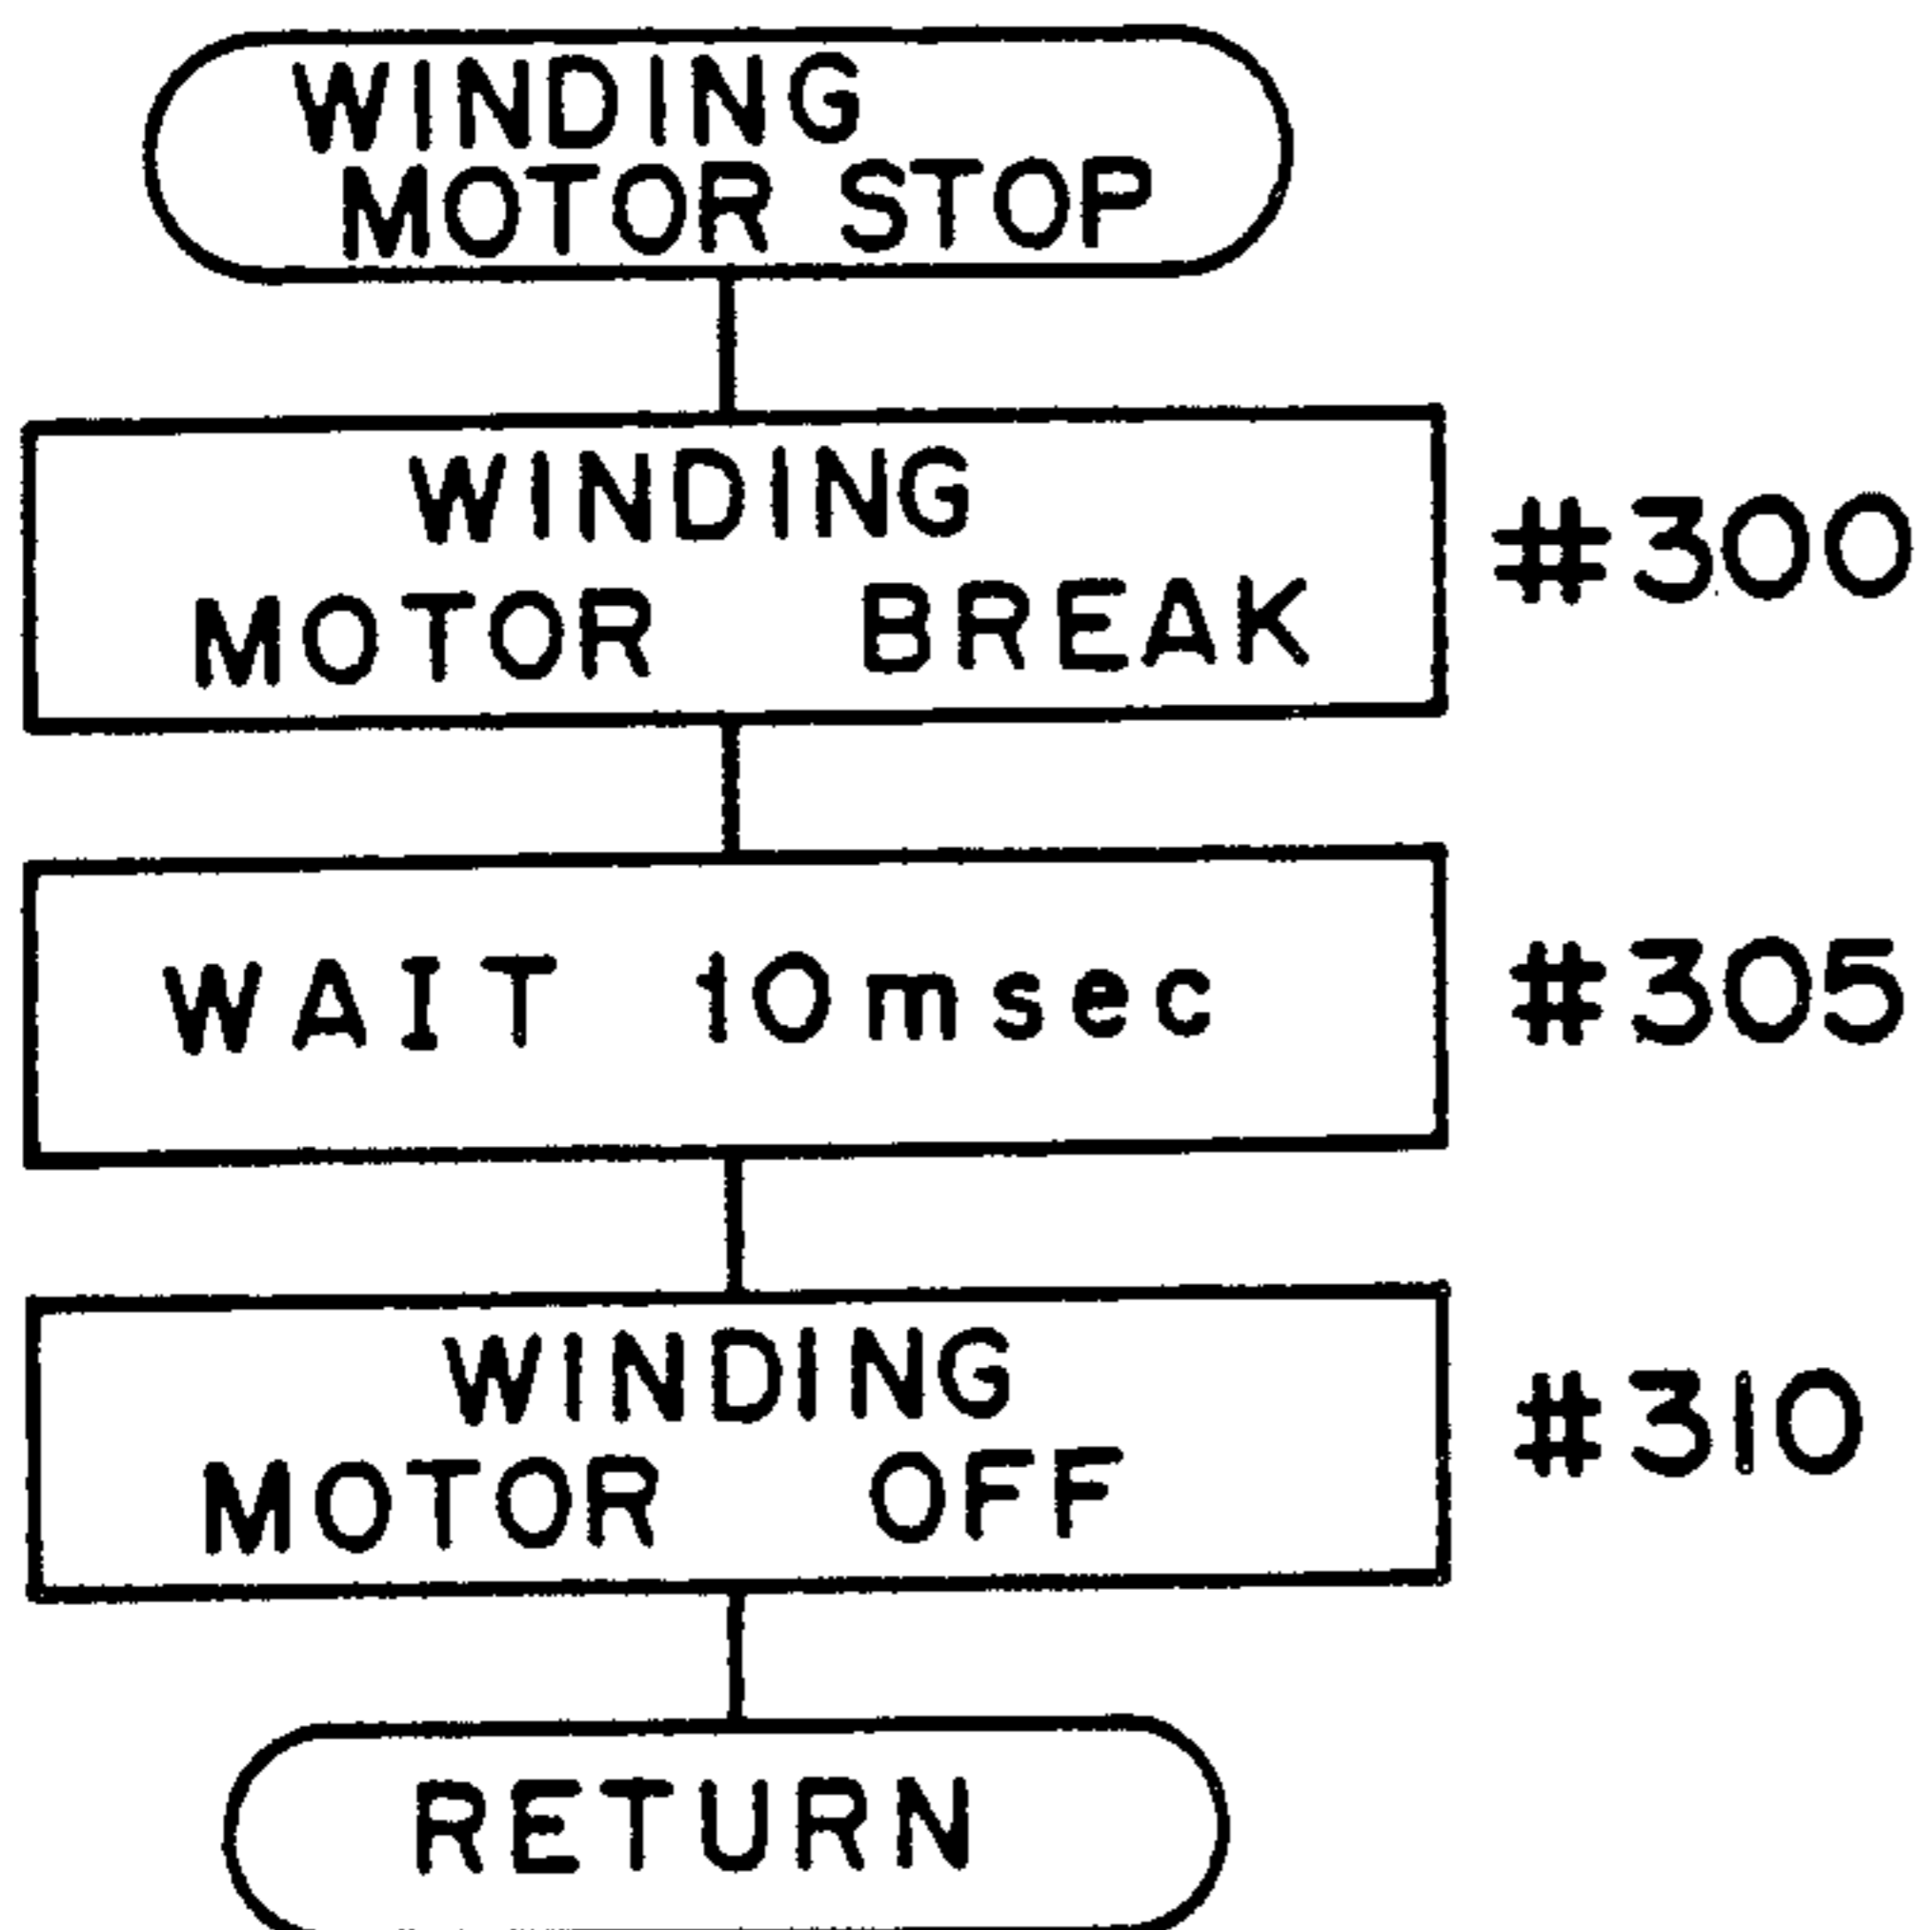 WINDING
MOTOR STOP
WINDING
MOTOR BREAK
#300
WAIT 10msec
#305
WINDING
MOTOR OFF
#310
RETURN